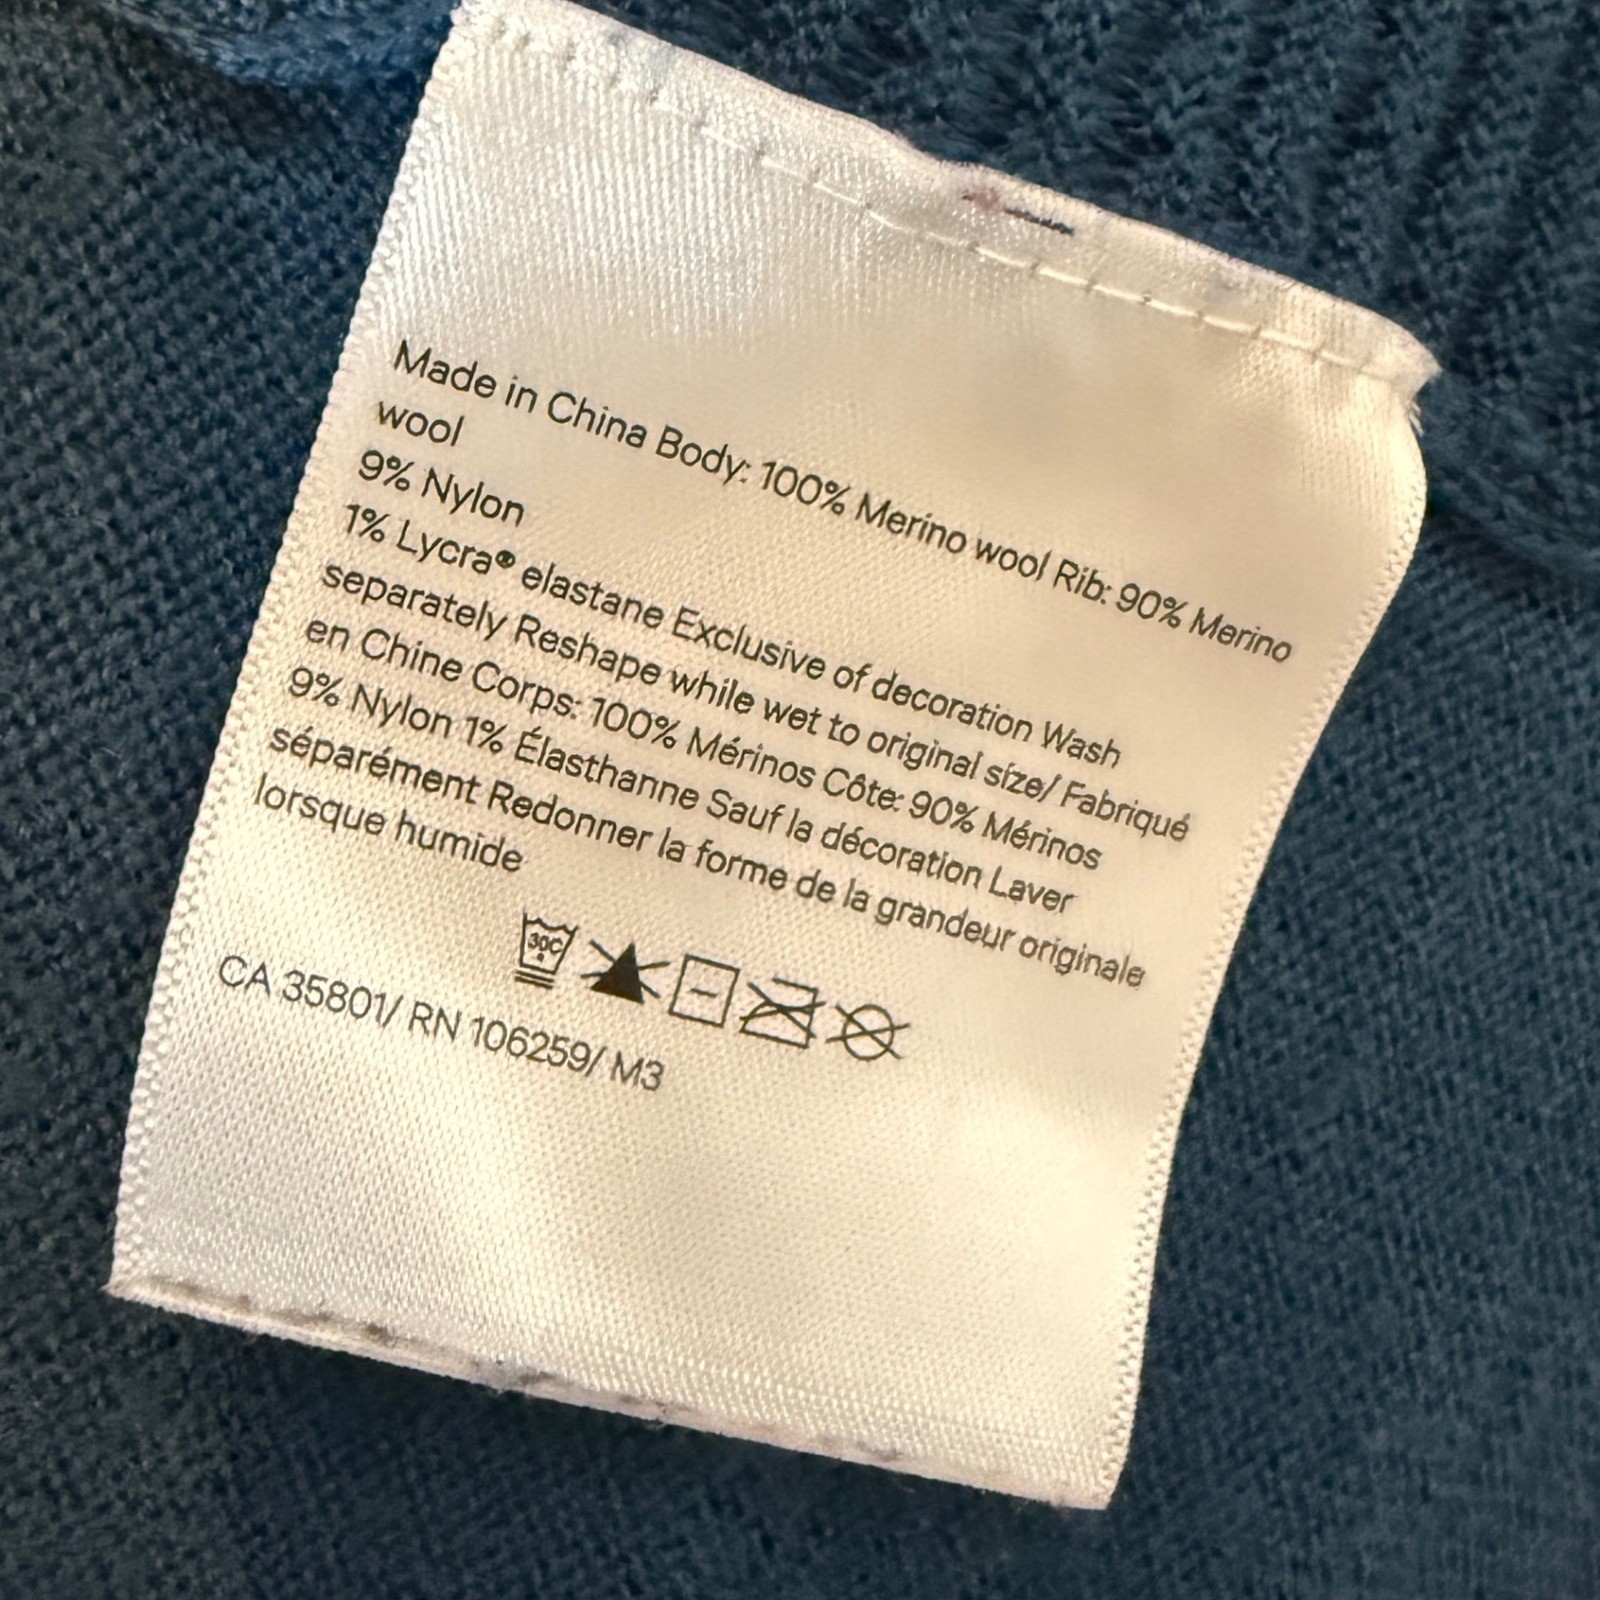 Made in China Body: 100% Merino wool Rib: 90% Merino
wool
9% Nylon
1% Lycra® elastane Exclusive of decoration Wash
separately Reshape while wet to original size/ Fabriqué
en Chine Corps: 100% Mérinos Côte: 90% Mérinos
9% Nylon 1% Élasthanne Sauf la décoration Laver
séparément Redonner la forme de la grandeur originale
lorsque humide
30C
CA 35801/ RN 106259/ M3